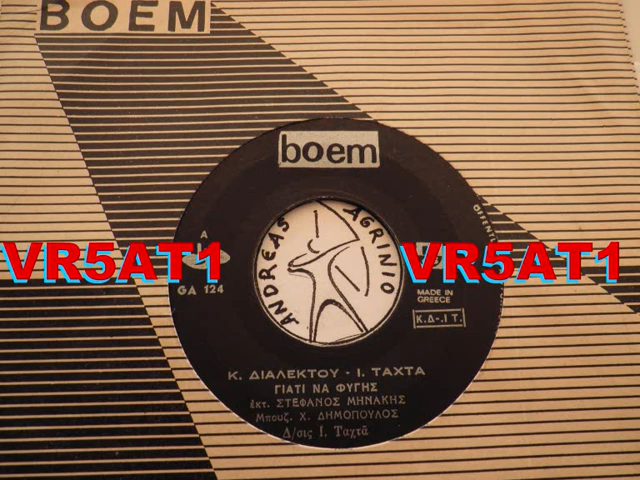 BOEM
boem
ANDREAS AGRINIO
A
VR5AT1 VR5AT1
GA 124
MADE IN
GREECE
Κ.Δ-.Ι Τ.
Κ. ΔΙΑΛΕΚΤΟΥ · Ι. ΤΑΧΤΑ
ΓΙΑΤΙ ΝΑ ΦΥΓΗΣ
ἐκτ. ΣΤΕΦΑΝΟΣ ΜΗΝΑΚΗΣ
Μπουζ. Χ. ΔΗΜΟΠΟΥΛΟΣ
Δ/σις Ι. Ταχτᾶ